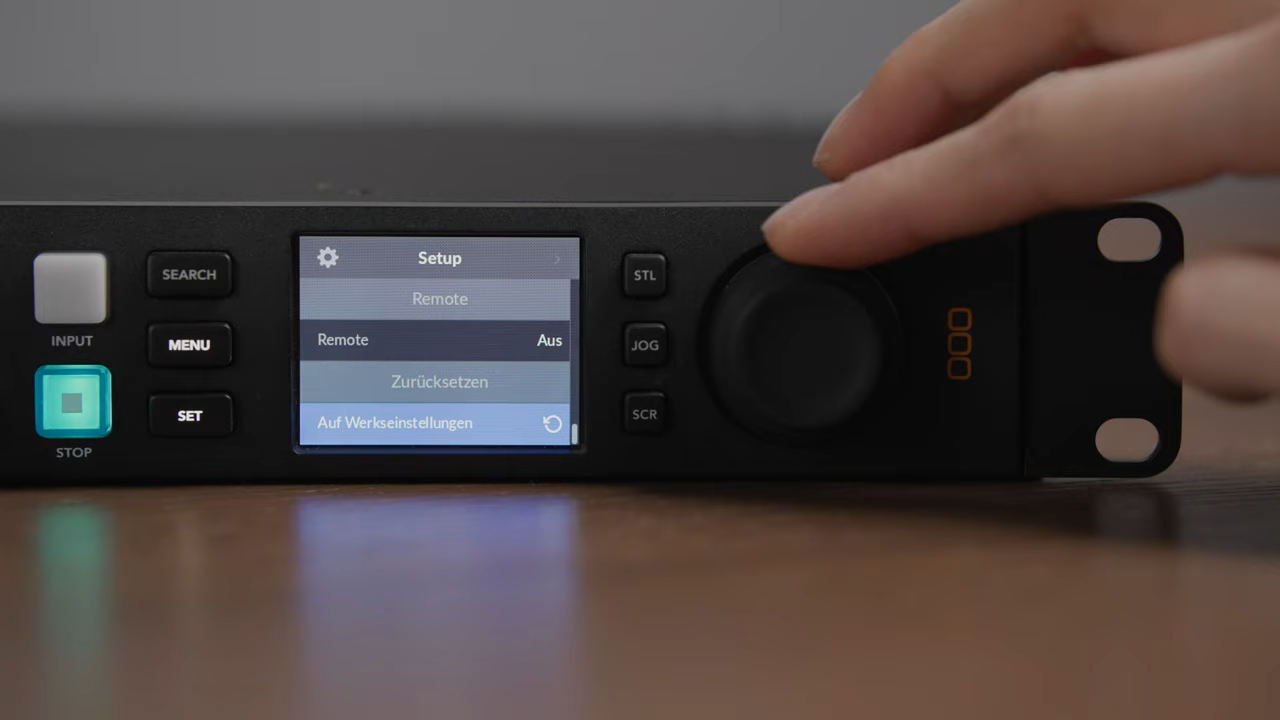 INPUT
STOP
SEARCH
MENU
SET
Setup
Remote
Remote Aus
Zurücksetzen
Auf Werkseinstellungen
STL
JOG
SCR